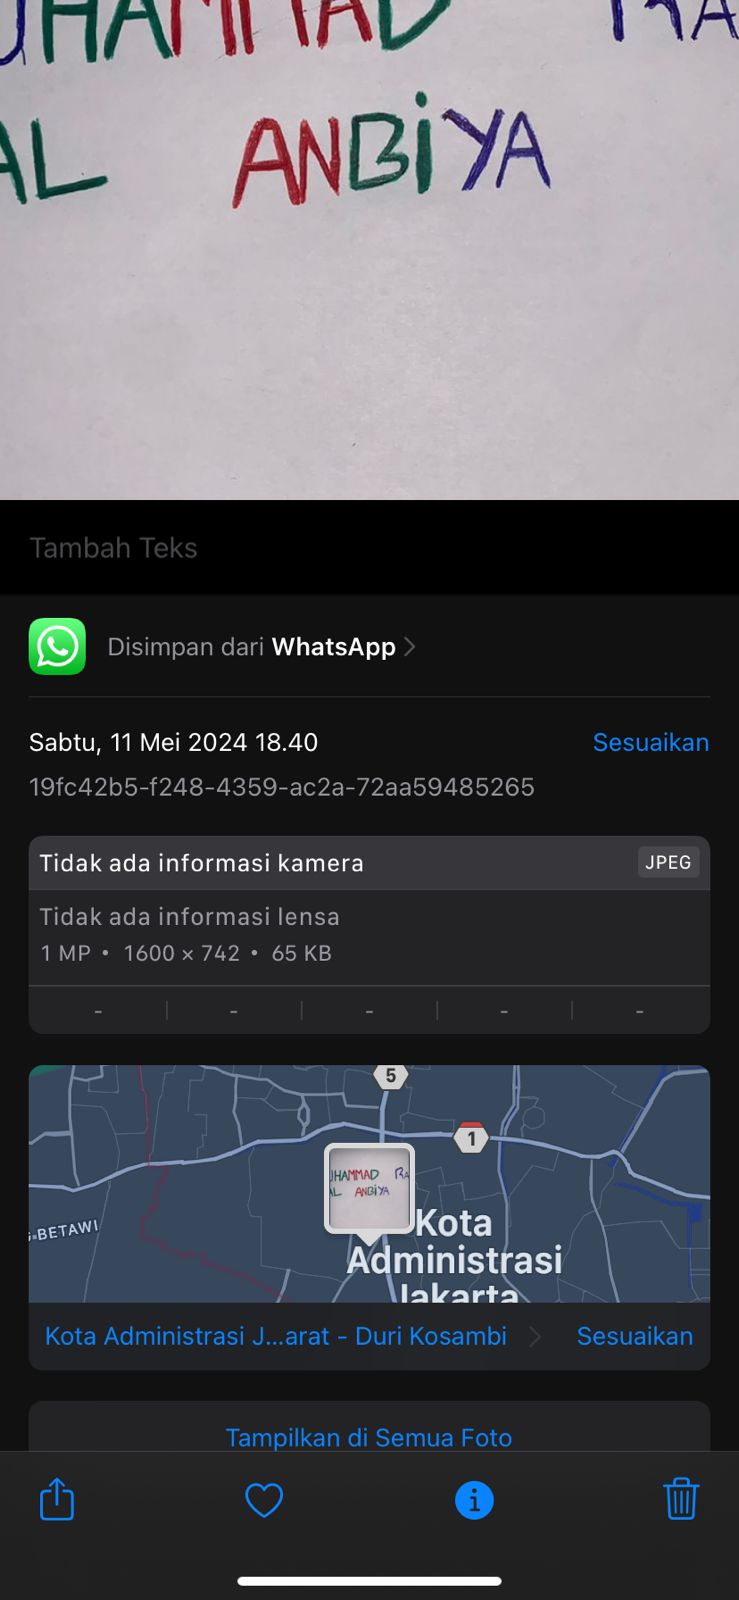 UHAMMAD RA
AL ANBiYA
Tambah Teks
Disimpan dari WhatsApp
Sabtu, 11 Mei 2024 18.40
Sesuaikan
19fc42b5-f248-4359-ac2a-72aa59485265
Tidak ada informasi kamera
JPEG
Tidak ada informasi lensa
1 MP • 1600 × 742 • 65 KB
- - - - -
5
1
UHAMMAD RA
AL ANBiYA
BETAWI
Kota
Administrasi
Jakarta
Kota Administrasi J...arat - Duri Kosambi
Sesuaikan
Tampilkan di Semua Foto